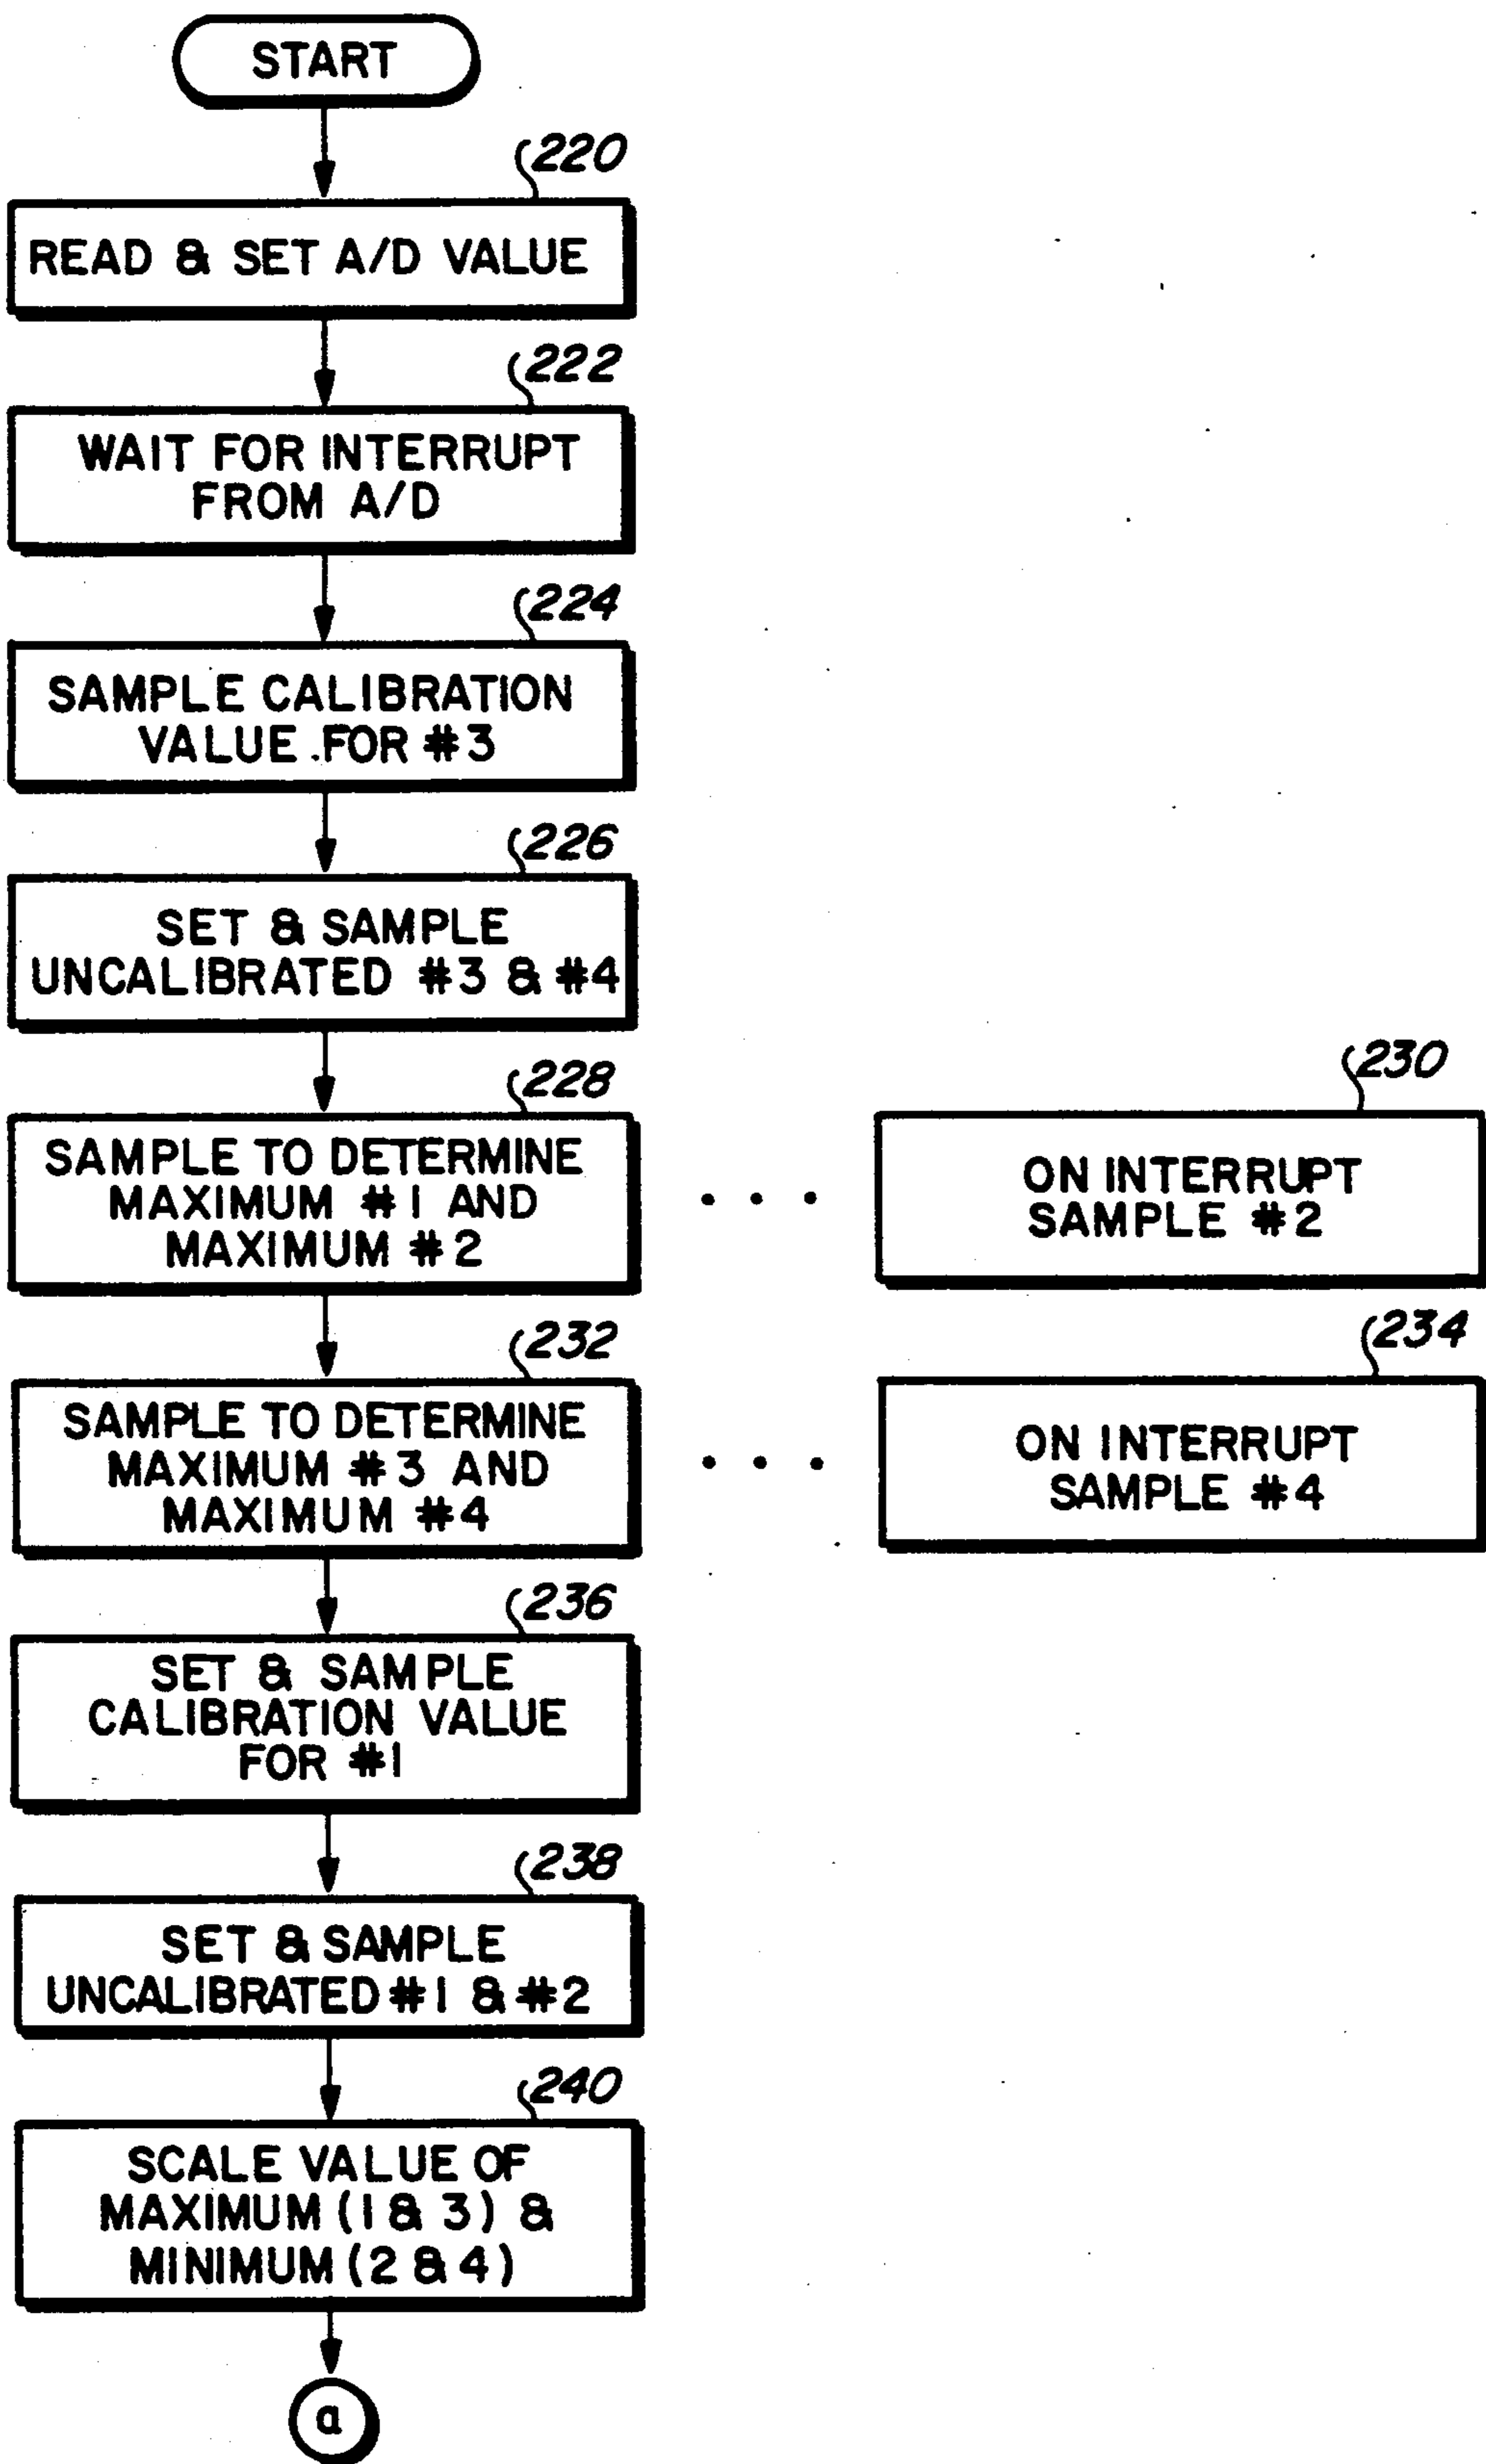 START
220
READ & SET A/D VALUE
222
WAIT FOR INTERRUPT
FROM A/D
224
SAMPLE CALIBRATION
VALUE FOR #3
226
SET & SAMPLE
UNCALIBRATED #3 & #4
228
SAMPLE TO DETERMINE
MAXIMUM #1 AND
MAXIMUM #2
. . .
230
ON INTERRUPT
SAMPLE #2
232
SAMPLE TO DETERMINE
MAXIMUM #3 AND
MAXIMUM #4
. . .
234
ON INTERRUPT
SAMPLE #4
236
SET & SAMPLE
CALIBRATION VALUE
FOR #1
238
SET & SAMPLE
UNCALIBRATED #1 & #2
240
SCALE VALUE OF
MAXIMUM (1 & 3) &
MINIMUM (2 & 4)
a